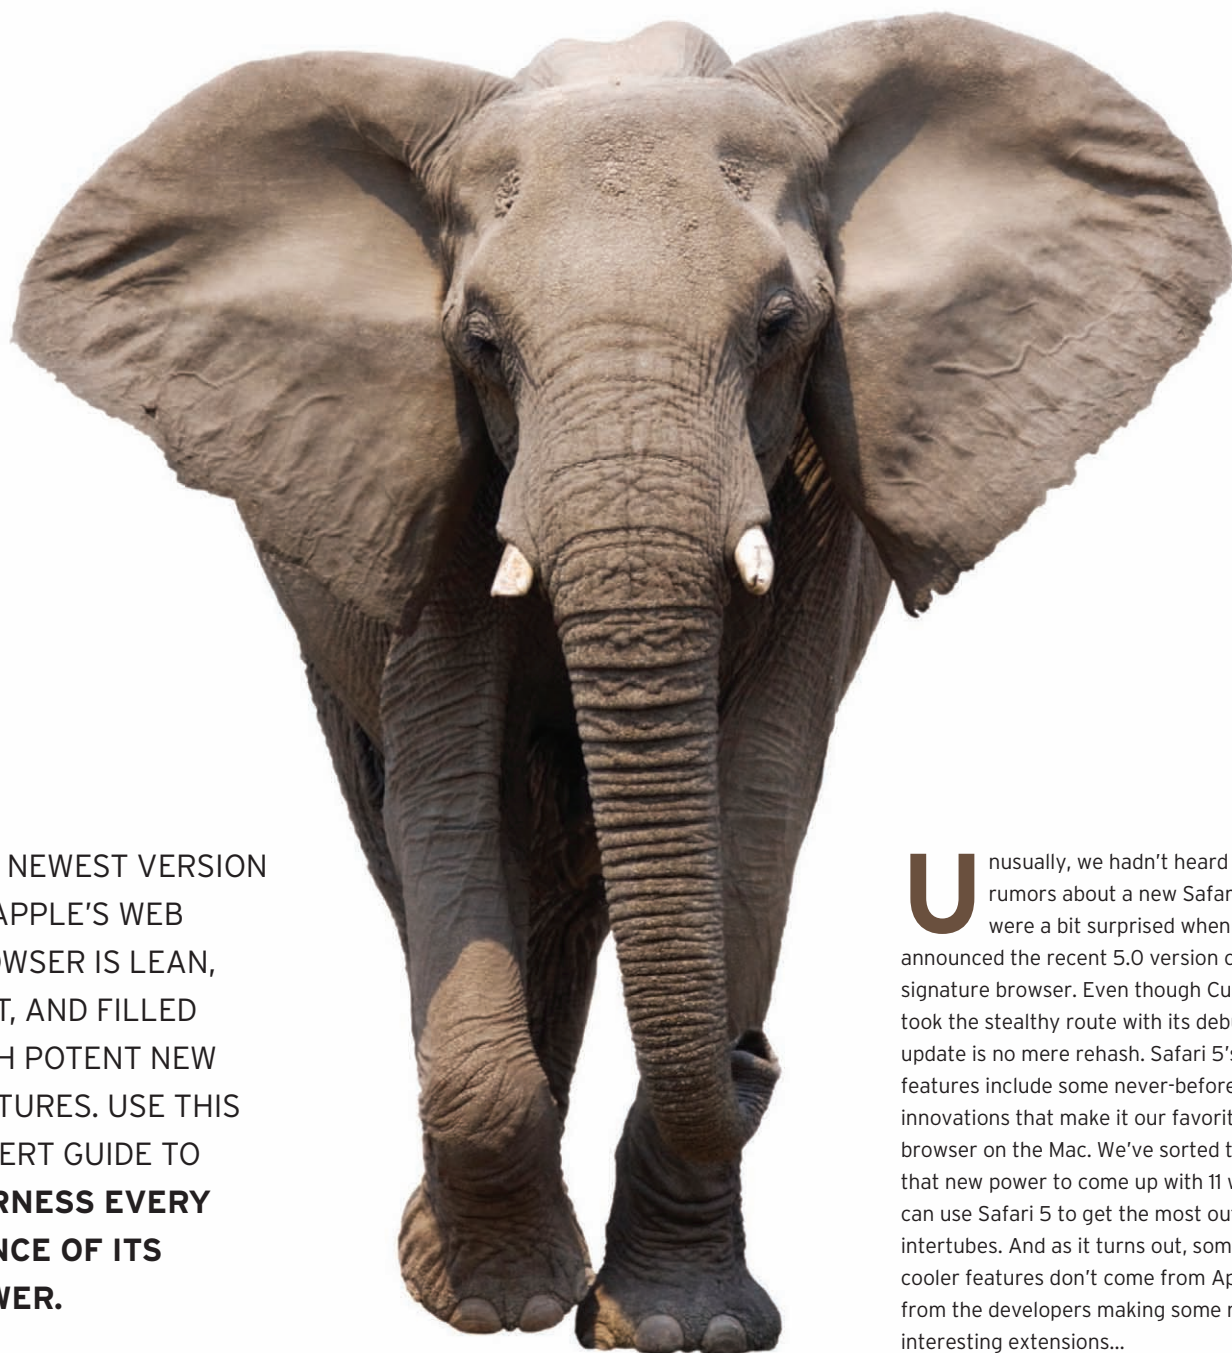 NEWEST VERSION
APPLE'S WEB
OWSER IS LEAN,
T, AND FILLED
H POTENT NEW
TURES. USE THIS
ERT GUIDE TO
RNESS EVERY
NCE OF ITS
WER.
Unusually, we hadn't heard
rumors about a new Safar
were a bit surprised when
announced the recent 5.0 version o
signature browser. Even though Cu
took the stealthy route with its deb
update is no mere rehash. Safari 5's
features include some never-before
innovations that make it our favorit
browser on the Mac. We've sorted t
that new power to come up with 11 w
can use Safari 5 to get the most ou
intertubes. And as it turns out, som
cooler features don't come from Ap
from the developers making some r
interesting extensions...